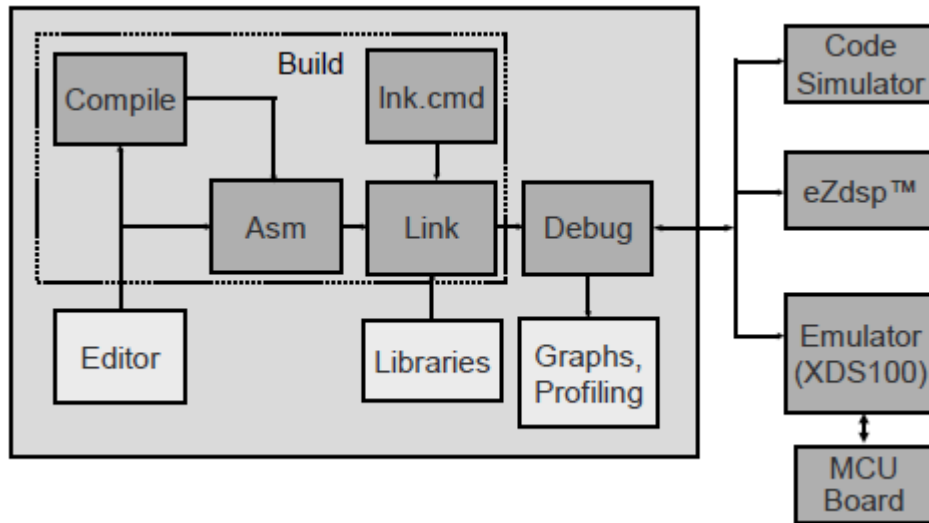 Build
Compile
lnk.cmd
Asm
Link
Debug
Editor
Libraries
Graphs,
Profiling
Code
Simulator
eZdsp™
Emulator
(XDS100)
MCU
Board